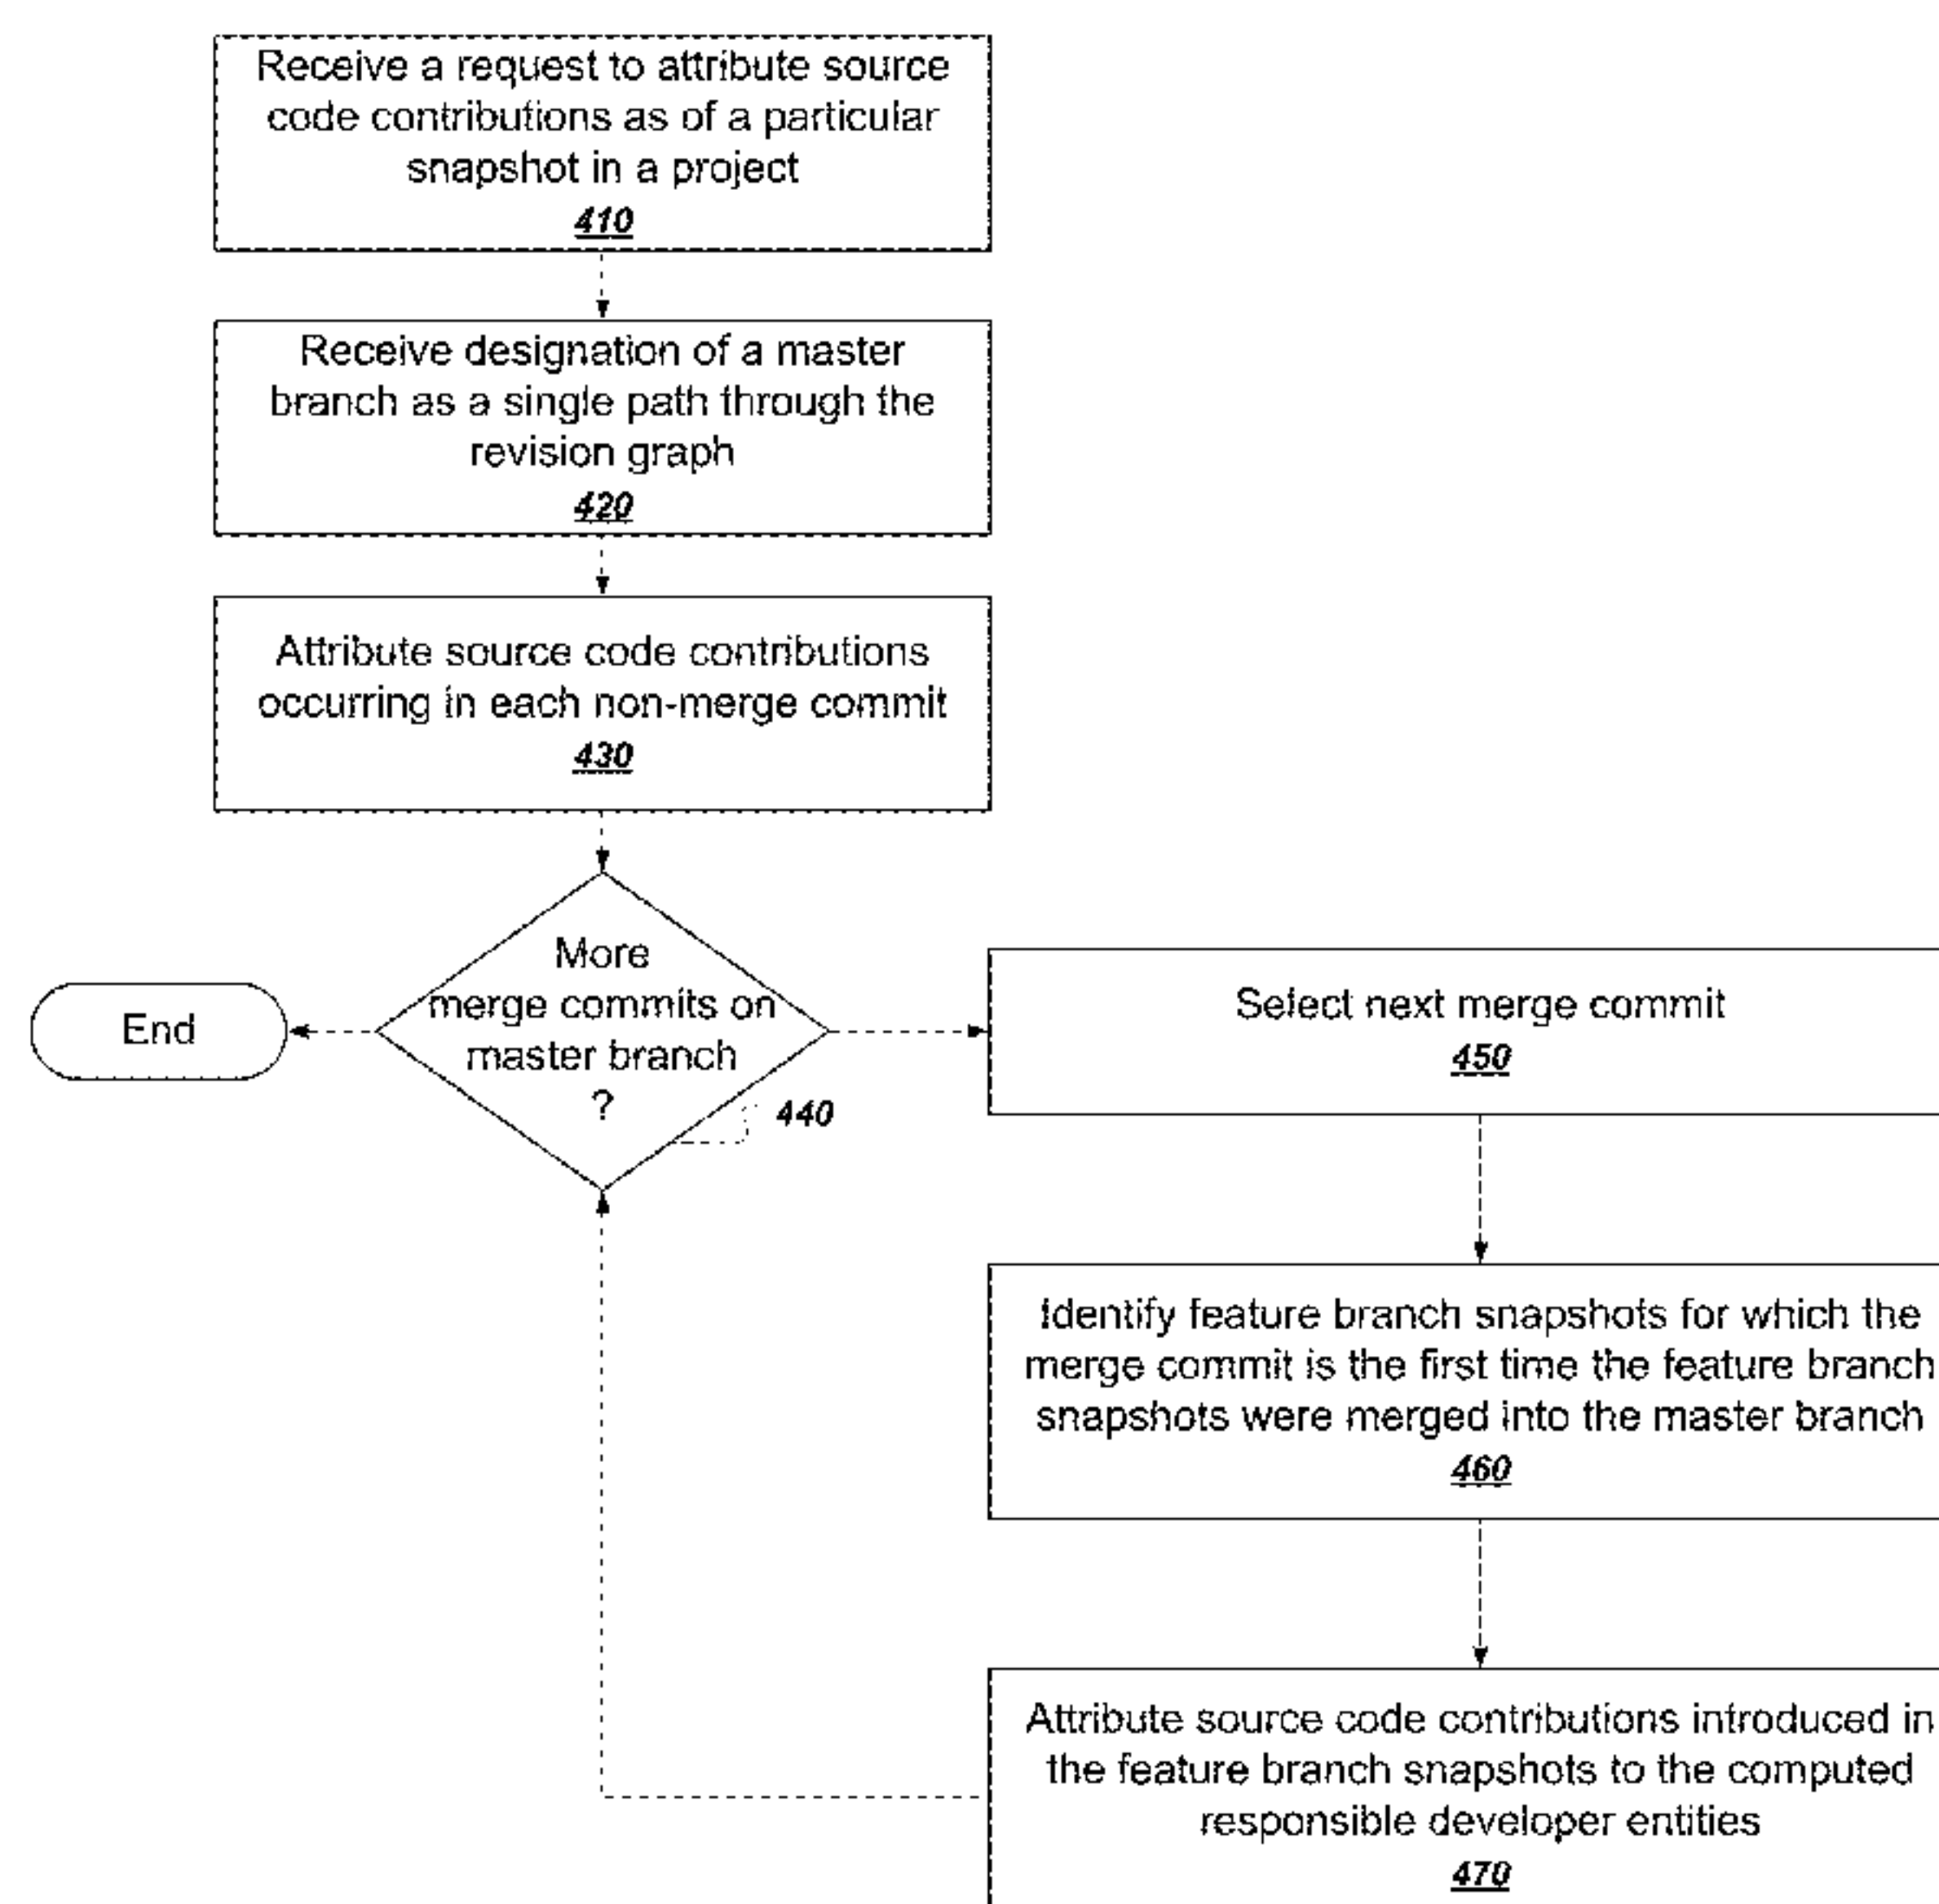 Receive a request to attribute source
code contributions as of a particular
snapshot in a project
410
Receive designation of a master
branch as a single path through the
revision graph
420
Attribute source code contributions
occurring in each non-merge commit
430
More
merge commits on
master branch
?
440
End
Select next merge commit
450
Identify feature branch snapshots for which the
merge commit is the first time the feature branch
snapshots were merged into the master branch
460
Attribute source code contributions introduced in
the feature branch snapshots to the computed
responsible developer entities
470